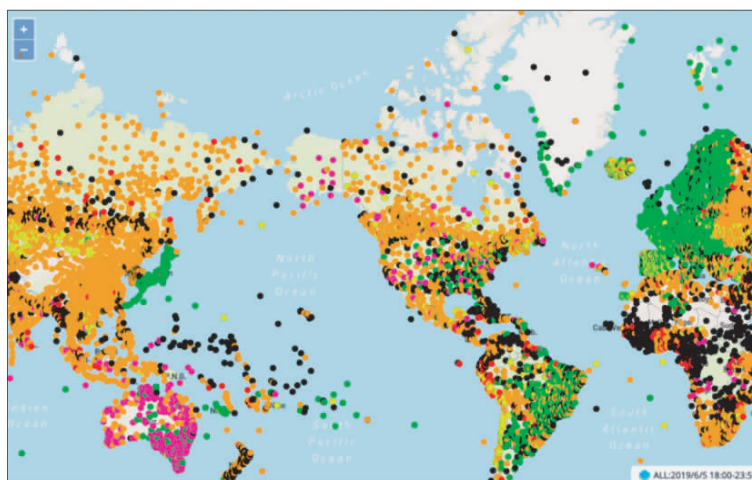 +
−
Arctic Ocean
North
Pacific
Ocean
North
Atlantic
Ocean
Indian
Ocean
South
Pacific
Ocean
South
Atlantic
Ocean
ALL:2019/6/5 18:00-23:5